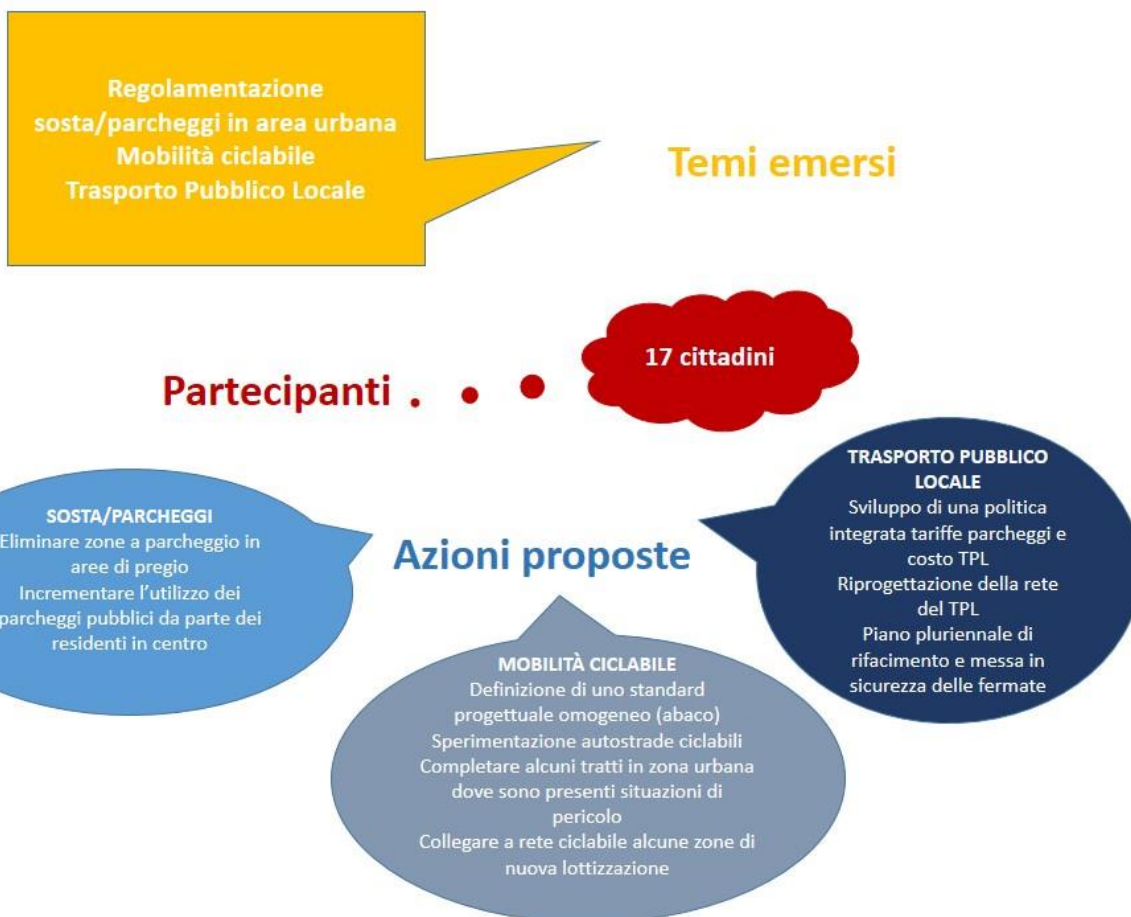 Regolamentazione
sosta/parcheggi in area urbana
Mobilità ciclabile
Trasporto Pubblico Locale
Temi emersi
17 cittadini
Partecipanti
SOSTA/PARCHEGGI
Eliminare zone a parcheggio in
aree di pregio
Incrementare l'utilizzo dei
parcheggi pubblici da parte dei
residenti in centro
Azioni proposte
TRASPORTO PUBBLICO
LOCALE
Sviluppo di una politica
integrata tariffe parcheggi e
costo TPL
Riprogettazione della rete
del TPL
Piano pluriennale di
rifacimento e messa in
sicurezza delle fermate
MOBILITÀ CICLABILE
Definizione di uno standard
progettuale omogeneo (abaco)
Sperimentazione autostrade ciclabili
Completare alcuni tratti in zona urbana
dove sono presenti situazioni di
pericolo
Collegare a rete ciclabile alcune zone di
nuova lottizzazione